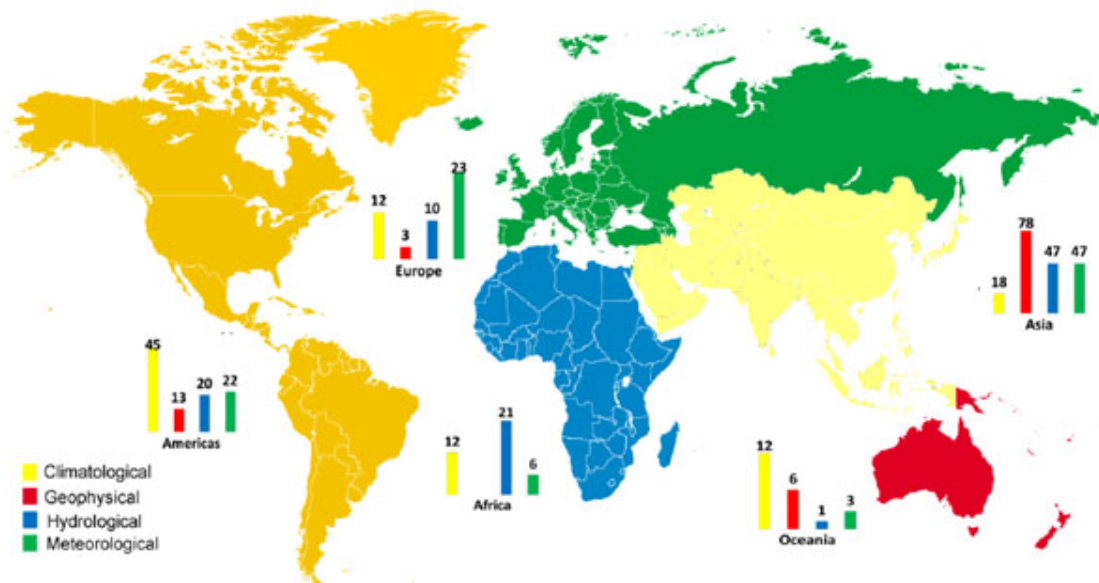 12
3
10
23
Europe
45
13
20
22
Americas
12
21
6
Africa
18
78
47
47
Asia
12
6
1
3
Oceania
Climatological
Geophysical
Hydrological
Meteorological